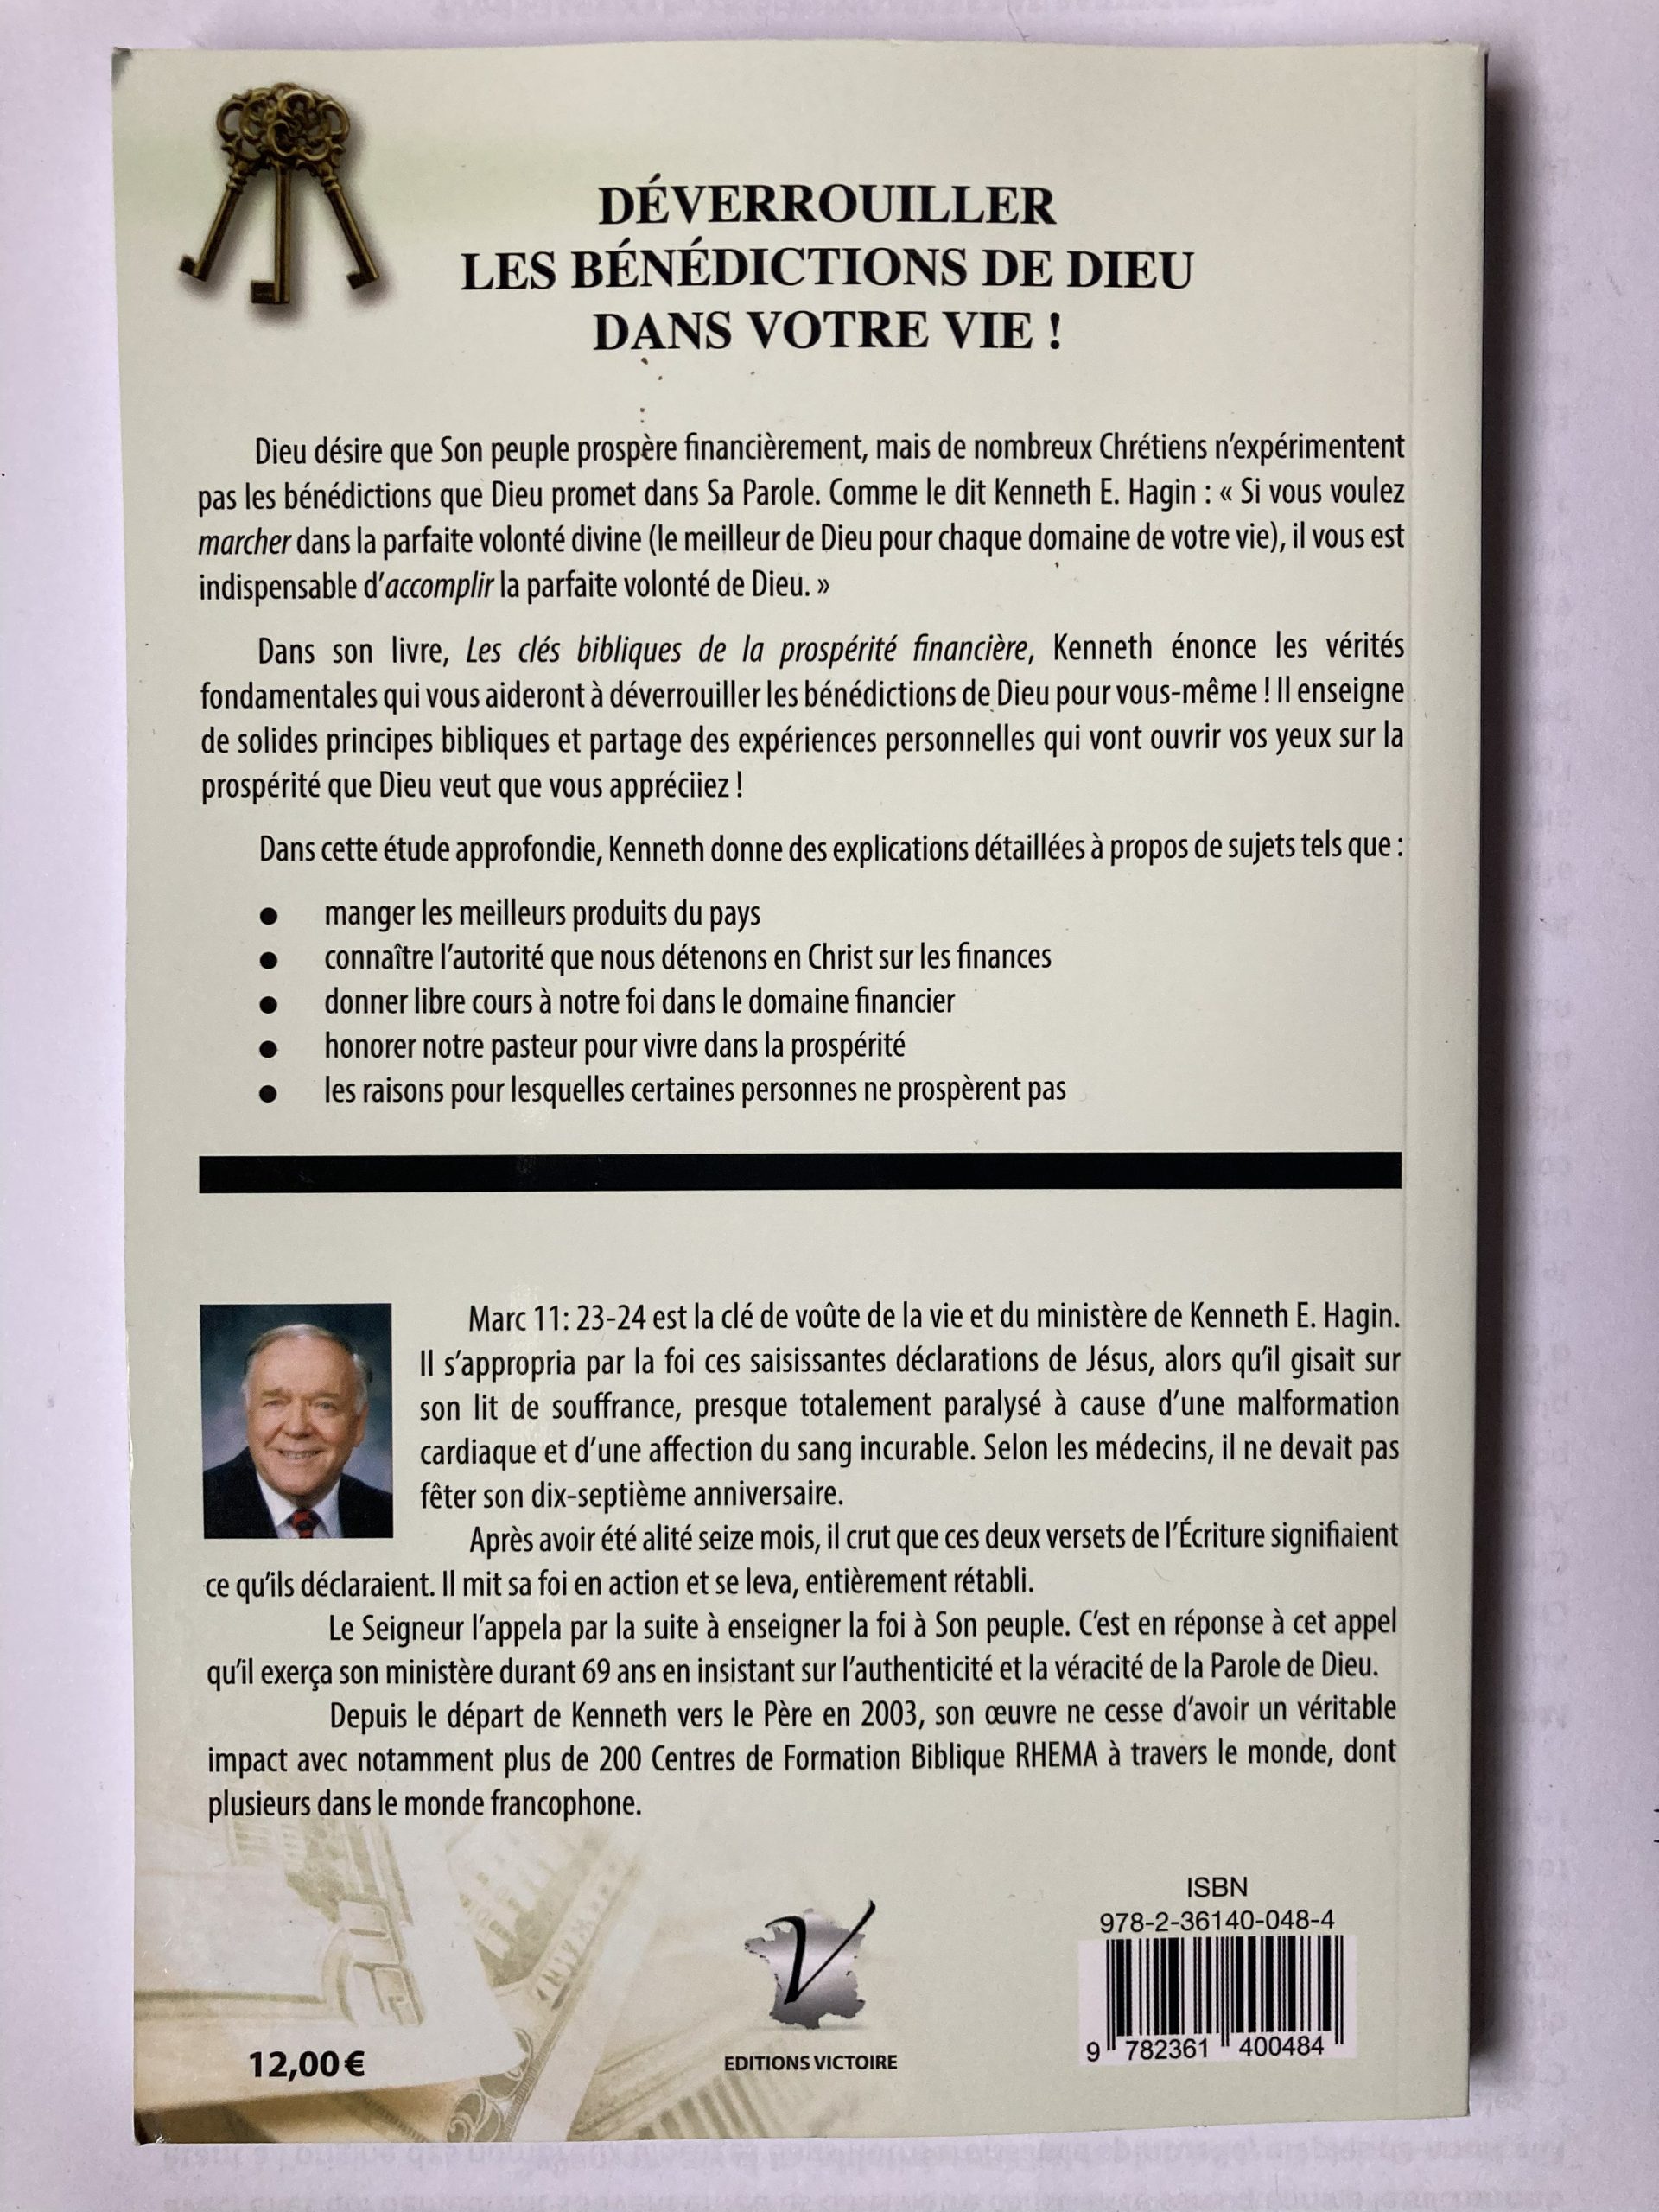 DÉVERROUILLER
LES BÉNÉDICTIONS DE DIEU
DANS VOTRE VIE !
Dieu désire que Son peuple prospère financièrement, mais de nombreux Chrétiens n'expérimentent
pas les bénédictions que Dieu promet dans Sa Parole. Comme le dit Kenneth E. Hagin : « Si vous voulez
marcher dans la parfaite volonté divine (le meilleur de Dieu pour chaque domaine de votre vie), il vous est
indispensable d'accomplir la parfaite volonté de Dieu. »
Dans son livre, Les clés bibliques de la prospérité financière, Kenneth énonce les vérités
fondamentales qui vous aideront à déverrouiller les bénédictions de Dieu pour vous-même ! Il enseigne
de solides principes bibliques et partage des expériences personnelles qui vont ouvrir vos yeux sur la
prospérité que Dieu veut que vous appréciiez !
Dans cette étude approfondie, Kenneth donne des explications détaillées à propos de sujets tels que :
● manger les meilleurs produits du pays
● connaître l'autorité que nous détenons en Christ sur les finances
● donner libre cours à notre foi dans le domaine financier
● honorer notre pasteur pour vivre dans la prospérité
● les raisons pour lesquelles certaines personnes ne prospèrent pas
Marc 11: 23-24 est la clé de voûte de la vie et du ministère de Kenneth E. Hagin.
Il s'appropria par la foi ces saisissantes déclarations de Jésus, alors qu'il gisait sur
son lit de souffrance, presque totalement paralysé à cause d'une malformation
cardiaque et d'une affection du sang incurable. Selon les médecins, il ne devait pas
fêter son dix-septième anniversaire.
Après avoir été alité seize mois, il crut que ces deux versets de l'Écriture signifiaient
ce qu'ils déclaraient. Il mit sa foi en action et se leva, entièrement rétabli.
Le Seigneur l'appela par la suite à enseigner la foi à Son peuple. C'est en réponse à cet appel
qu'il exerça son ministère durant 69 ans en insistant sur l'authenticité et la véracité de la Parole de Dieu.
Depuis le départ de Kenneth vers le Père en 2003, son œuvre ne cesse d'avoir un véritable
impact avec notamment plus de 200 Centres de Formation Biblique RHEMA à travers le monde, dont
plusieurs dans le monde francophone.
12,00 €
V
EDITIONS VICTOIRE
ISBN
978-2-36140-048-4
9 782361 400484